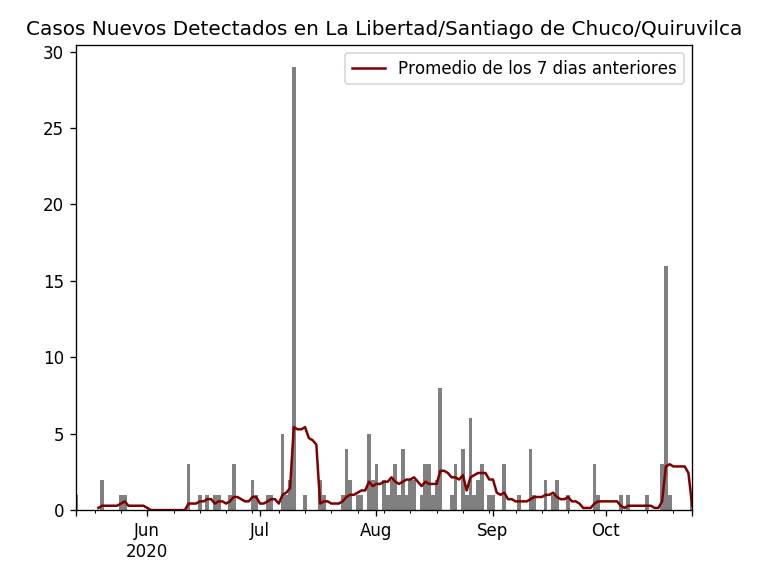 Casos Nuevos Detectados en La Libertad/Santiago de Chuco/Quiruvilca
Promedio de los 7 dias anteriores
30
25
20
15
10
5
0
Jun Jul Aug Sep Oct
2020